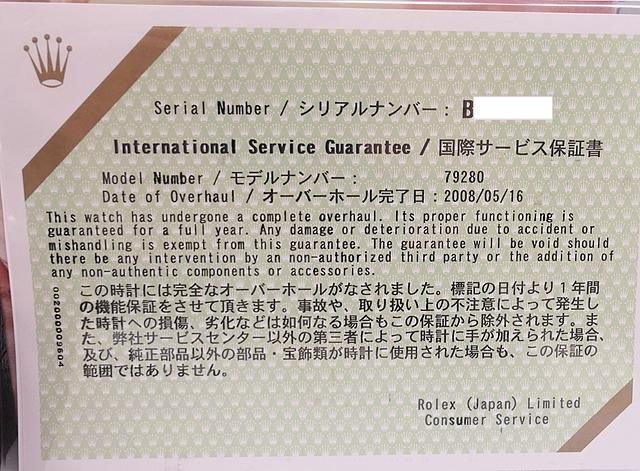 Serial Number / シリアルナンバー : B
International Service Guarantee / 国際サービス保証書
Model Number / モデルナンバー : 79280
Date of Overhaul / オーバーホール完了日 : 2008/05/16
This watch has undergone a complete overhaul. Its proper functioning is
guaranteed for a full year. Any damage or deterioration due to accident or
mishandling is exempt from this guarantee. The guarantee will be void should
there be any intervention by an non-authorized third party or the addition of
any non-authentic components or accessories.
この時計には完全なオーバーホールがなされました。標記の日付より1年間
の機能保証をさせて頂きます。事故や、取り扱い上の不注意によって発生し
た時計への損傷、劣化などは如何なる場合もこの保証から除外されます。ま
た、弊社サービスセンター以外の第三者によって時計に手が加えられた場合、
及び、純正部品以外の部品・宝飾類が時計に使用された場合も、この保証の
範囲ではありません。
0020000009604
Rolex (Japan) Limited
Consumer Service